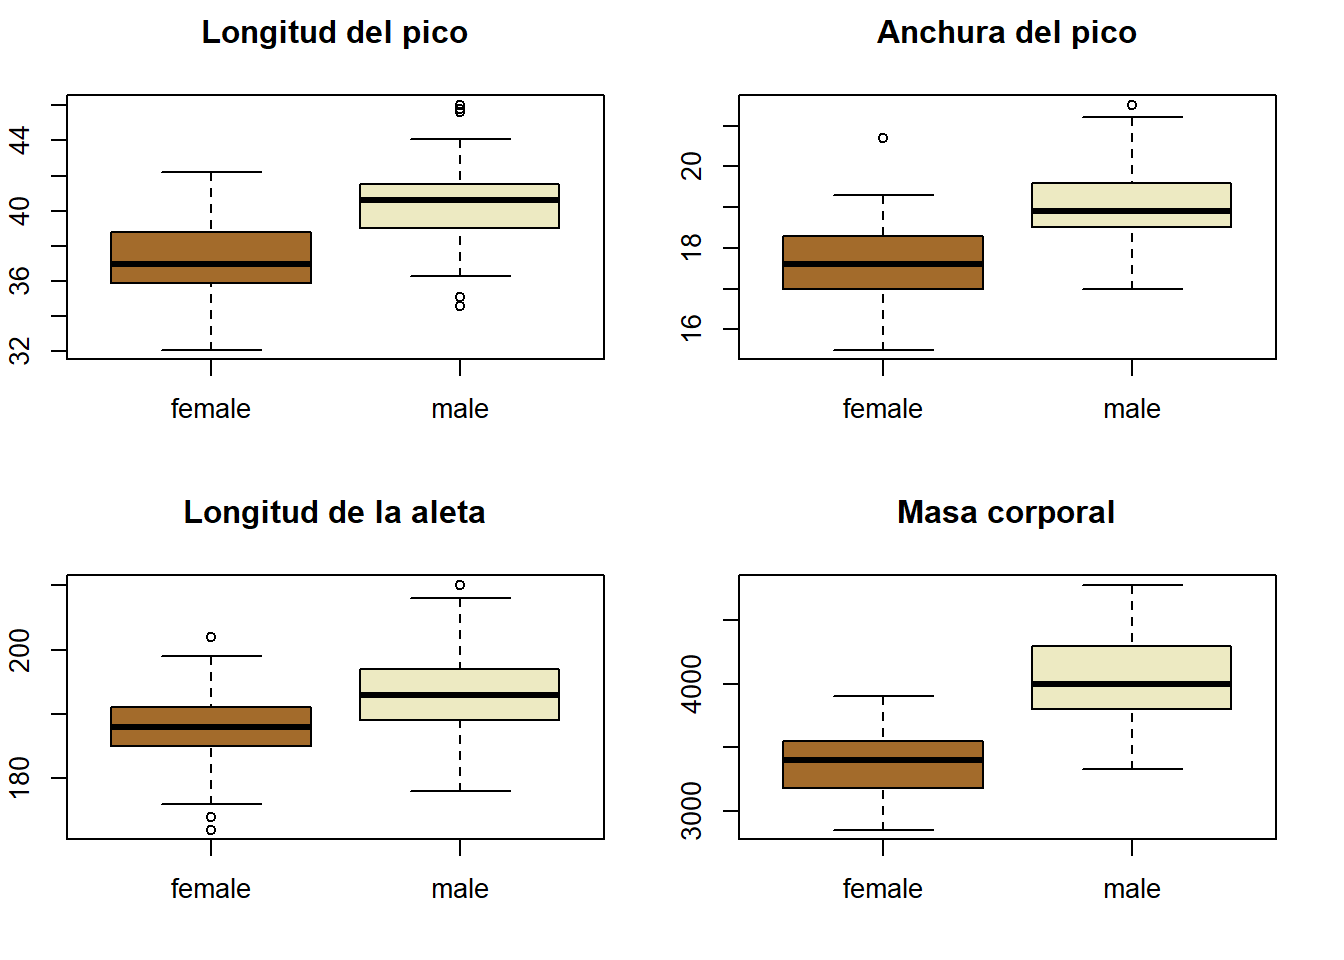 Longitud del pico
44
40
36
32
female male
Anchura del pico
20
18
16
female male
Longitud de la aleta
200
180
female male
Masa corporal
4000
3000
female male